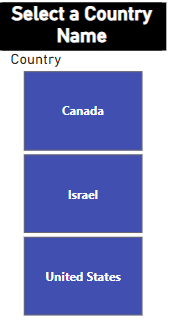 Select a Country
Name
Country
Canada
Israel
United States